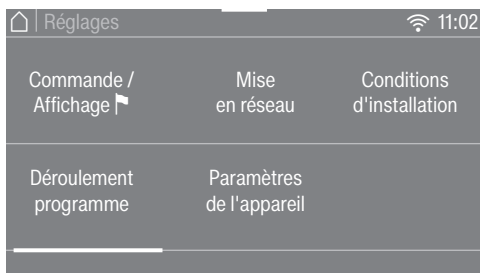 Réglages
11:02
Commande /
Affichage
Mise
en réseau
Conditions
d'installation
Déroulement
programme
Paramètres
de l'appareil